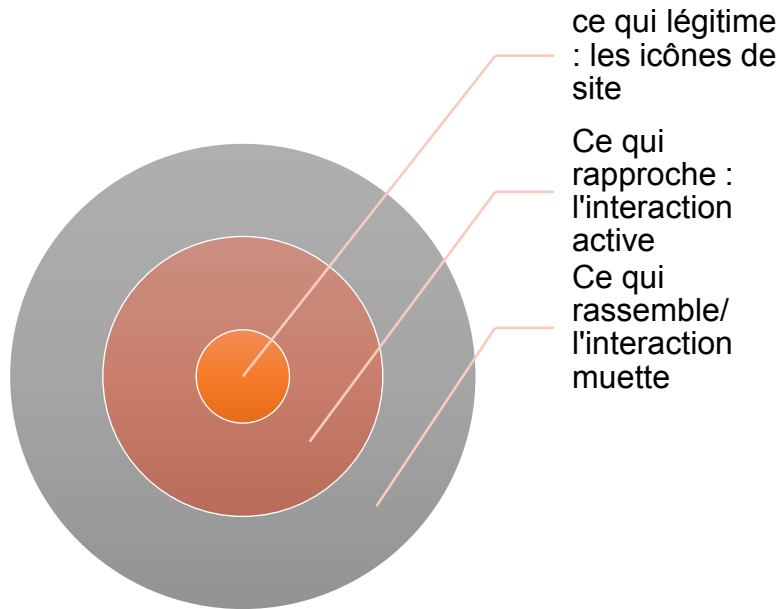 ce qui légitime
: les icônes de
site
Ce qui
rapproche :
l'interaction
active
Ce qui
rassemble/
l'interaction
muette